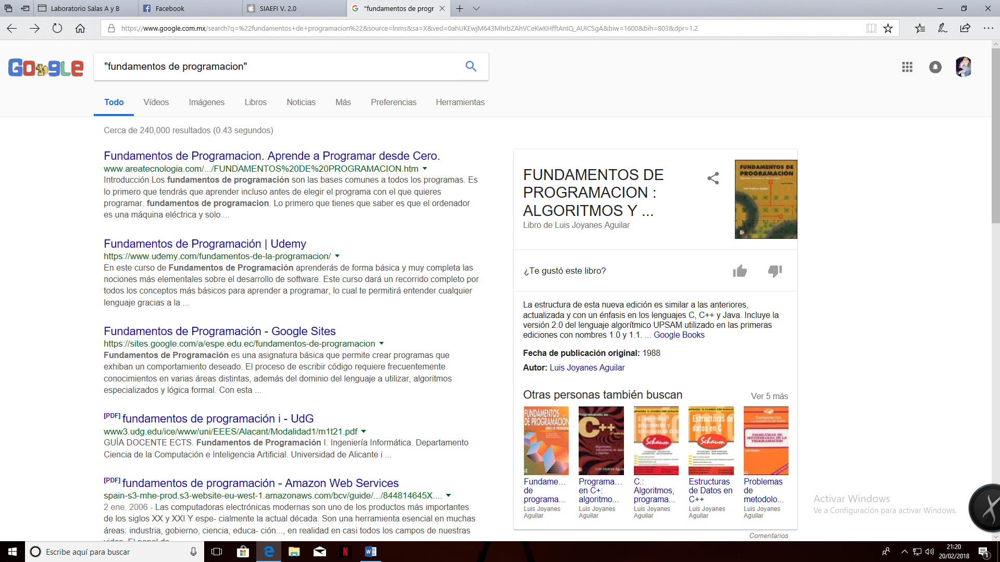 Laboratorio Salas A y B
Facebook
SIAEFI V. 2.0
"fundamentos de progr
https://www.google.com.mx/search?q=%22fundamentos+de+programacion%22&source=lnms&sa=X&ved=0ahUKEwjM643MhrbZAhVCeKwKHfftAnIQ_AUICSgA&biw=1600&bih=803&dpr=1.2
Google
"fundamentos de programacion"
Todo Vídeos Imágenes Libros Noticias Más Preferencias Herramientas
Cerca de 240,000 resultados (0.43 segundos)
Fundamentos de Programacion. Aprende a Programar desde Cero.
www.areatecnologia.com/.../FUNDAMENTOS%20DE%20PROGRAMACION.htm
Introducción Los fundamentos de programación son las bases comunes a todos los programas. Es
lo primero que tendrás que aprender incluso antes de elegir el programa con el que quieres
programar. fundamentos de programacion. Lo primero que tienes que saber es que el ordenador
es una máquina eléctrica y solo ...
Fundamentos de Programación | Udemy
https://www.udemy.com/fundamentos-de-la-programacion/
En este curso de Fundamentos de Programación aprenderás de forma básica y muy completa las
nociones más elementales sobre el desarrollo de software. Este curso dará un recorrido completo por
todos los conceptos más básicos para aprender a programar, lo cual te permitirá entender cualquier
lenguaje gracias a la ...
Fundamentos de Programación - Google Sites
https://sites.google.com/a/espe.edu.ec/fundamentos-de-programacion
Fundamentos de Programación es una asignatura básica que permite crear programas que
exhiban un comportamiento deseado. El proceso de escribir código requiere frecuentemente
conocimientos en varias áreas distintas, además del dominio del lenguaje a utilizar, algoritmos
especializados y lógica formal. Con esta ...
[PDF] fundamentos de programación i - UdG
www3.udg.edu/ice/www/uni/EEES/Alacant/Modalidad1/m1t21.pdf
GUÍA DOCENTE ECTS. Fundamentos de Programación I. Ingeniería Informática. Departamento
Ciencia de la Computación e Inteligencia Artificial. Universidad de Alicante i ...
[PDF] fundamentos de programación - Amazon Web Services
spain-s3-mhe-prod.s3-website-eu-west-1.amazonaws.com/bcv/guide/.../844814645X....
2 ene. 2006 - Las computadoras electrónicas modernas son uno de los productos más importantes
de los siglos XX y XXI Y espe- cialmente la actual década. Son una herramienta esencial en muchas
áreas: industria, gobierno, ciencia, educa- ción..., en realidad en casi todos los campos de nuestras
FUNDAMENTOS DE
PROGRAMACION :
ALGORITMOS Y ...
Libro de Luis Joyanes Aguilar
FUNDAMENTOS DE
PROGRAMACIÓN
¿Te gustó este libro?
La estructura de esta nueva edición es similar a las anteriores,
actualizada y con un énfasis en los lenguajes C, C++ y Java. Incluye la
versión 2.0 del lenguaje algorítmico UPSAM utilizado en las primeras
ediciones con nombres 1.0 y 1.1. ... Google Books
Fecha de publicación original: 1988
Autor: Luis Joyanes Aguilar
Otras personas también buscan
Ver 5 más
FUNDAMENTOS
DE PROGRAMACIÓN
C++
Schaum
Estructuras de
datos en C
Schaum
PROBLEMAS DE
METODOLOGIA DE LA
PROGRAMACION
Fundame...
de
programa...
Luis Joyanes
Aguilar
Programa...
en C+:
algoritmo...
Luis Joyanes
Aguilar
C.:
Algoritmos,
programa...
Luis Joyanes
Aguilar
Estructuras
de Datos en
C++
Luis Joyanes
Aguilar
Problemas
de
metodolo...
Luis Joyanes
Aguilar
Comentarios
Activar Windows
Ve a Configuración para activar Windows.
Escribe aquí para buscar
21:20
20/02/2018
1